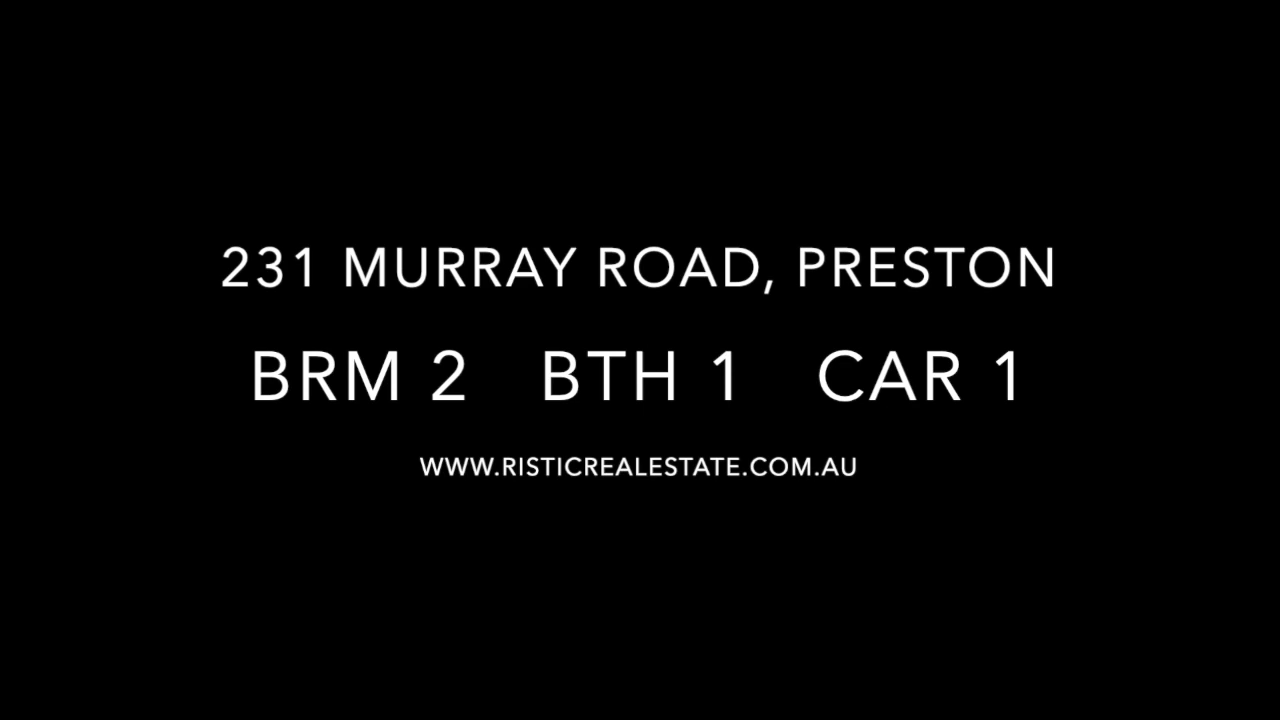 231 MURRAY ROAD, PRESTON
BRM 2 BTH 1 CAR 1
WWW.RISTICREALESTATE.COM.AU